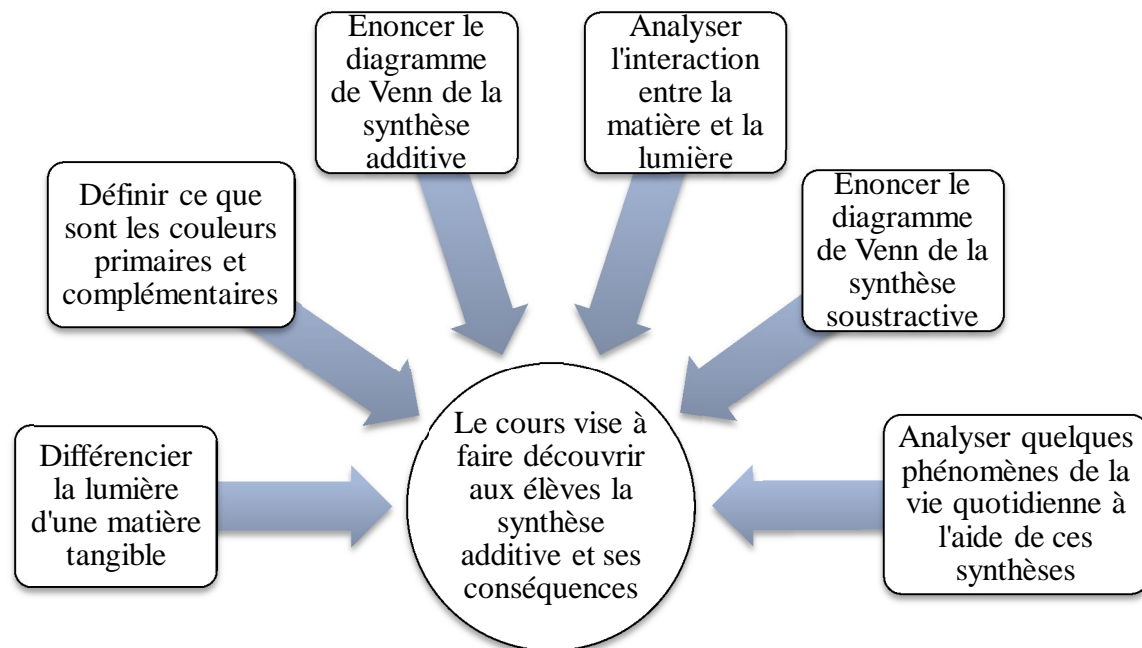 Différencier
la lumière
d'une matière
tangible
Définir ce que
sont les couleurs
primaires et
complémentaires
Enoncer le
diagramme
de Venn de la
synthèse
additive
Analyser
l'interaction
entre la
matière et la
lumière
Enoncer le
diagramme
de Venn de la
synthèse
soustractive
Analyser quelques
phénomènes de la
vie quotidienne à
l'aide de ces
synthèses
Le cours vise à
faire découvrir
aux élèves la
synthèse
additive et ses
conséquences